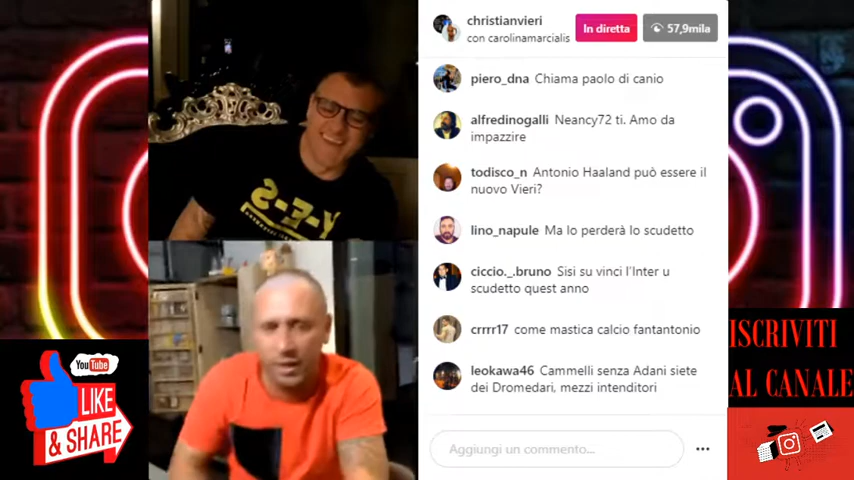 christianvieri
con carolinamarcialis
In diretta
57,9mila
piero_dna Chiama paolo di canio
alfredinogalli Neancy72 ti. Amo da
impazzire
todisco_n Antonio Haaland può essere il
nuovo Vieri?
lino_napule Ma lo perderà lo scudetto
ciccio._.bruno Sisi su vinci l'Inter u
scudetto quest anno
crrrr17 come mastica calcio fantantonio
leokawa46 Cammelli senza Adani siete
dei Dromedari, mezzi intenditori
Aggiungi un commento...
Y-E-S
YouTube
LIKE
& SHARE
ISCRIVITI
AL CANALE